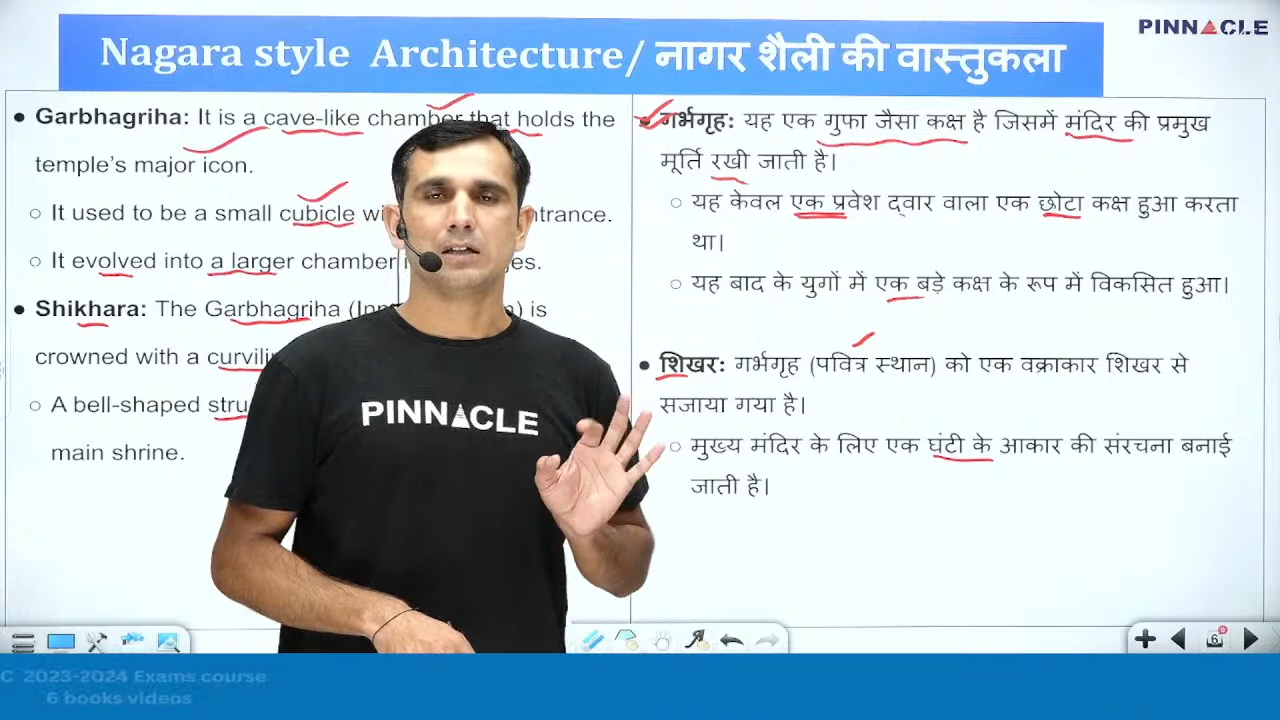 PINNACLE
Nagara style Architecture/ नागर शैली की वास्तुकला
● Garbhagriha: It is a cave-like chamber that holds the
temple's major icon.
○ It used to be a small cubicle
○ It evolved into a larger chamber
● Shikhara: The Garbhagriha is
crowned with a
○ A bell-shaped
main shrine.
● गर्भगृह: यह एक गुफा जैसा कक्ष है जिसमें मंदिर की प्रमुख
मूर्ति रखी जाती है।
○ यह केवल एक प्रवेश द्वार वाला एक छोटा कक्ष हुआ करता
था।
○ यह बाद के युगों में एक बड़े कक्ष के रूप में विकसित हुआ।
● शिखर: गर्भगृह (पवित्र स्थान) को एक वक्राकार शिखर से
सजाया गया है।
○ मुख्य मंदिर के लिए एक घंटी के आकार की संरचना बनाई
जाती है।
PINNACLE
6
C 2023-2024 Exams course
6 books videos